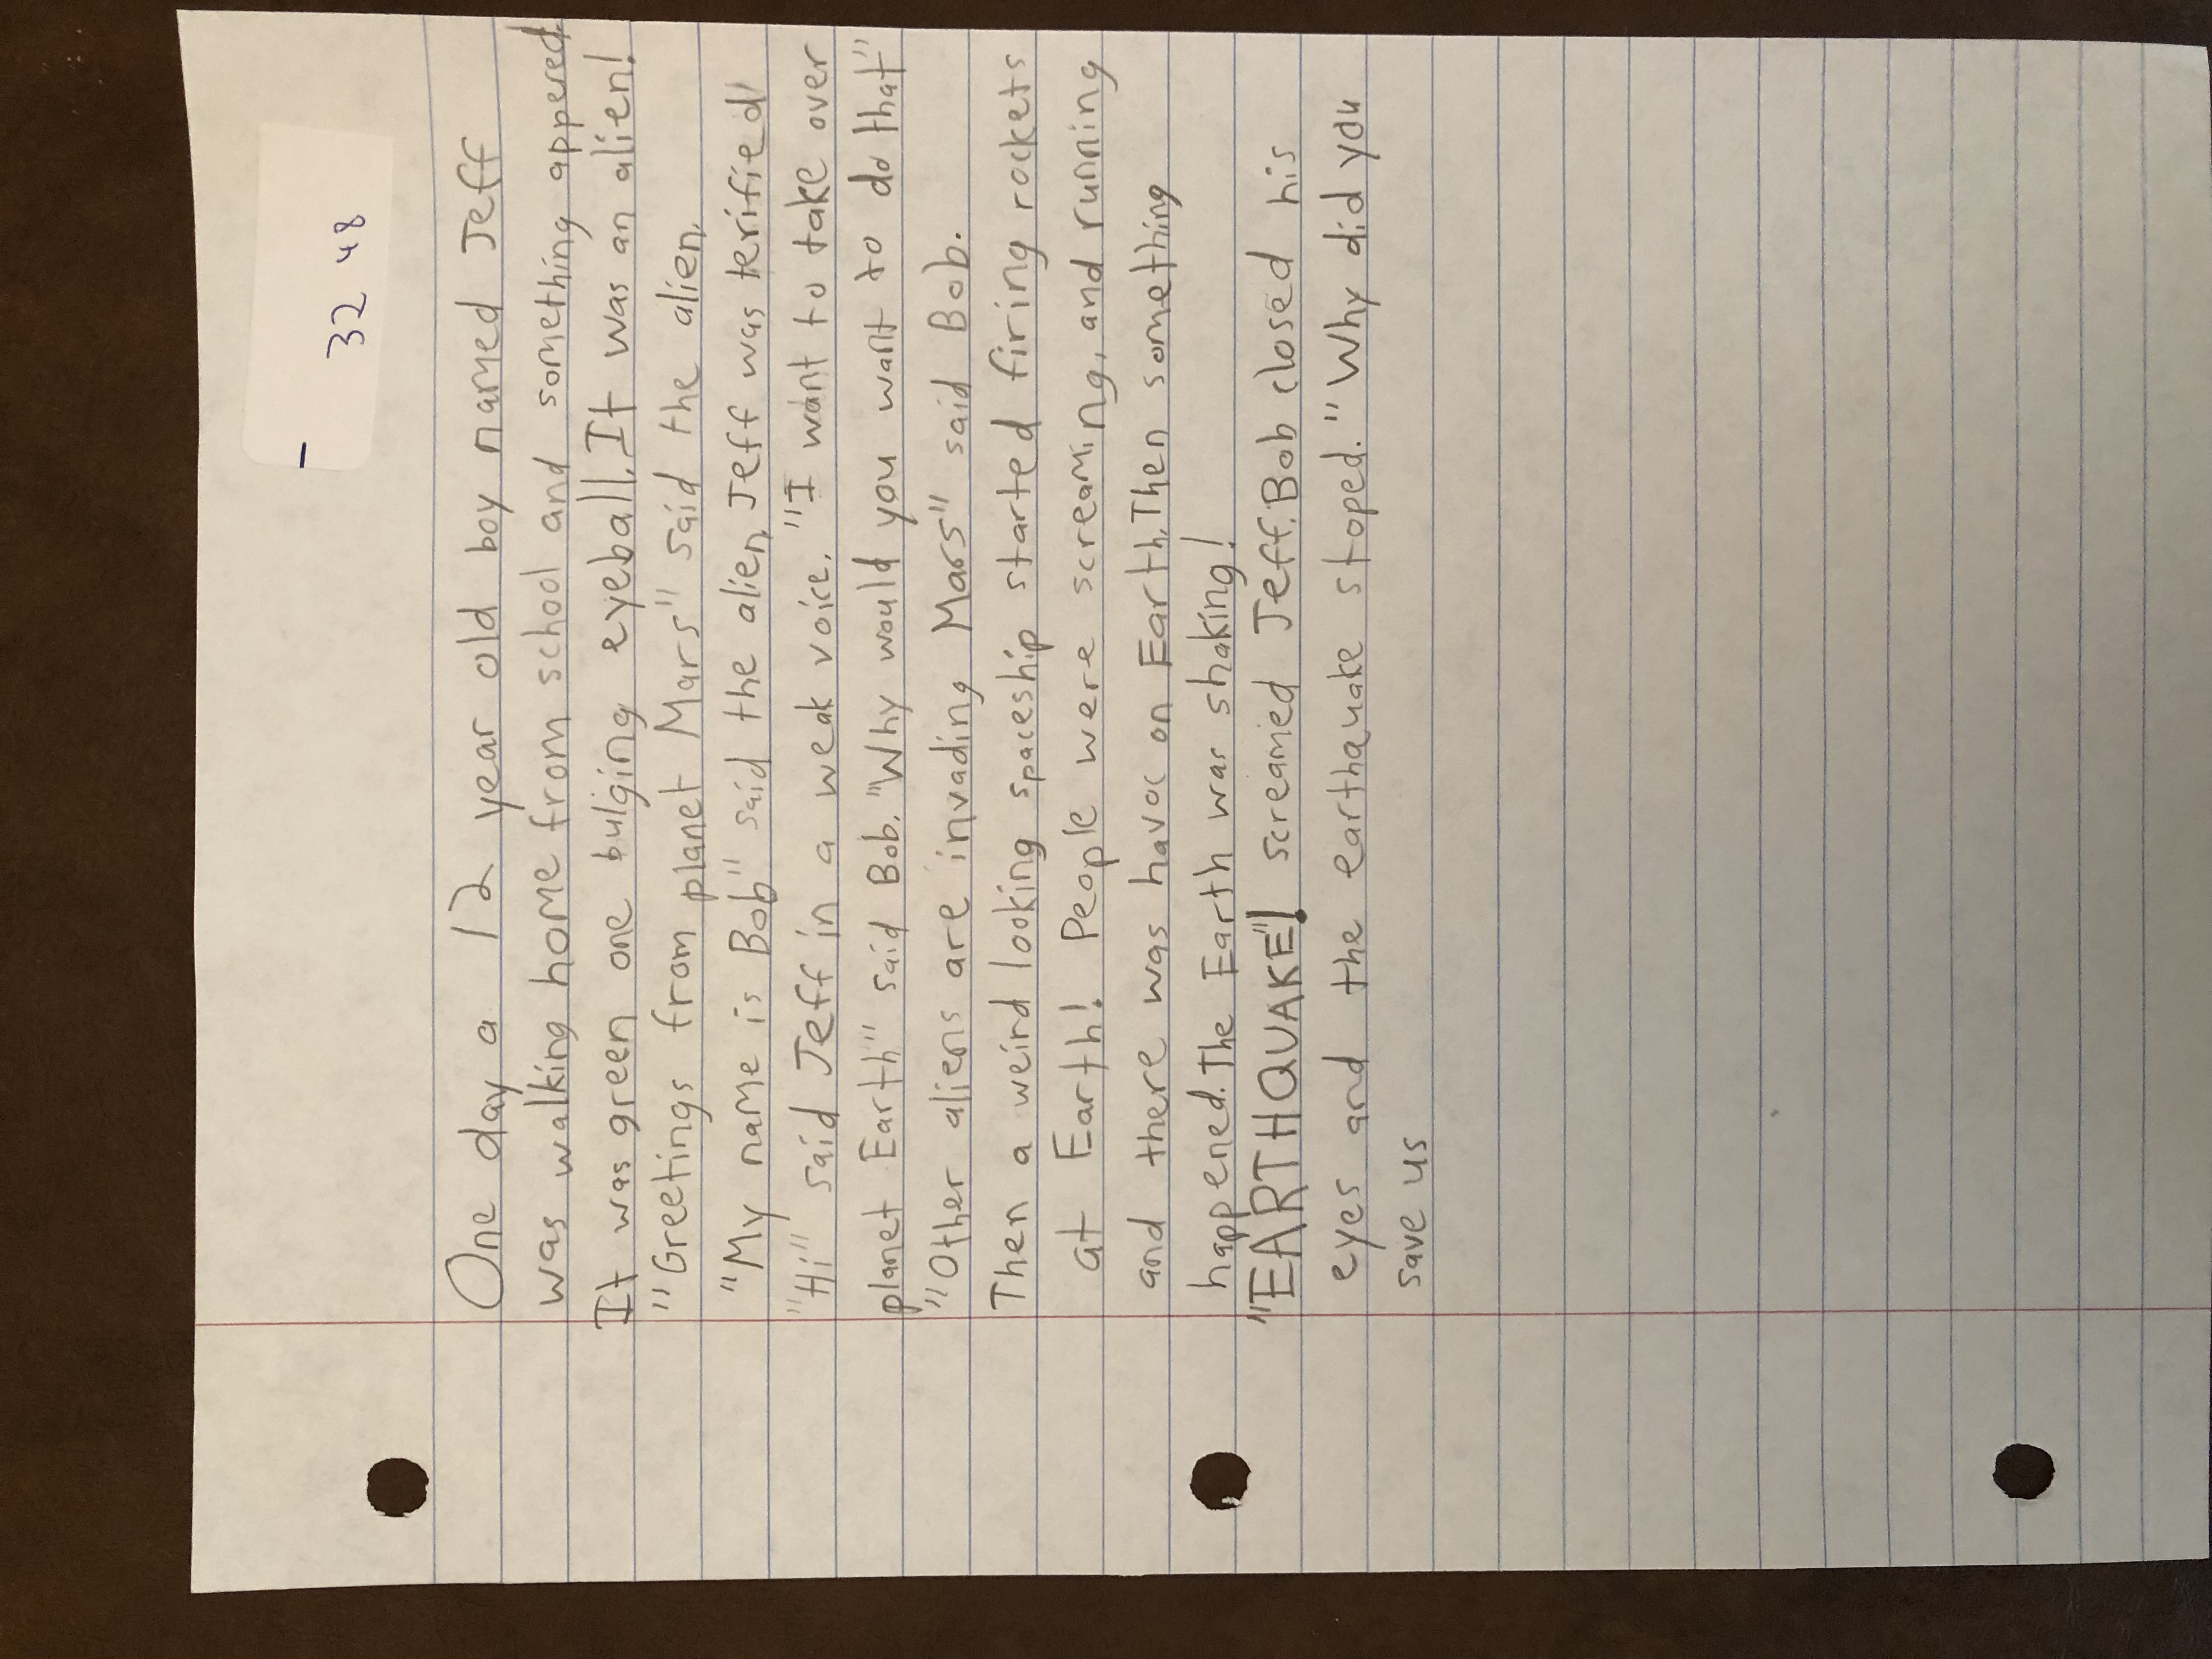 32 48
One day a 12 year old boy named Jeff
was walking home from school and something appered.
It was green one bulging eyeball. It was an alien!
"Greetings from planet Mars" said the alien.
"My name is Bob" said the alien, Jeff was terified
"Hi" said Jeff in a weak voice. "I want to take over
planet Earth" said Bob. "Why would you want to do that"
"Other aliens are invading Mars" said Bob.
Then a weird looking spaceship started firing rockets
at Earth! People were screaming, and running
and there was havoc on Earth. Then something
happened. The Earth was shaking!
"EARTHQUAKE"! screamed Jeff. Bob closed his
eyes and the earthquake stoped. "Why did you
save us